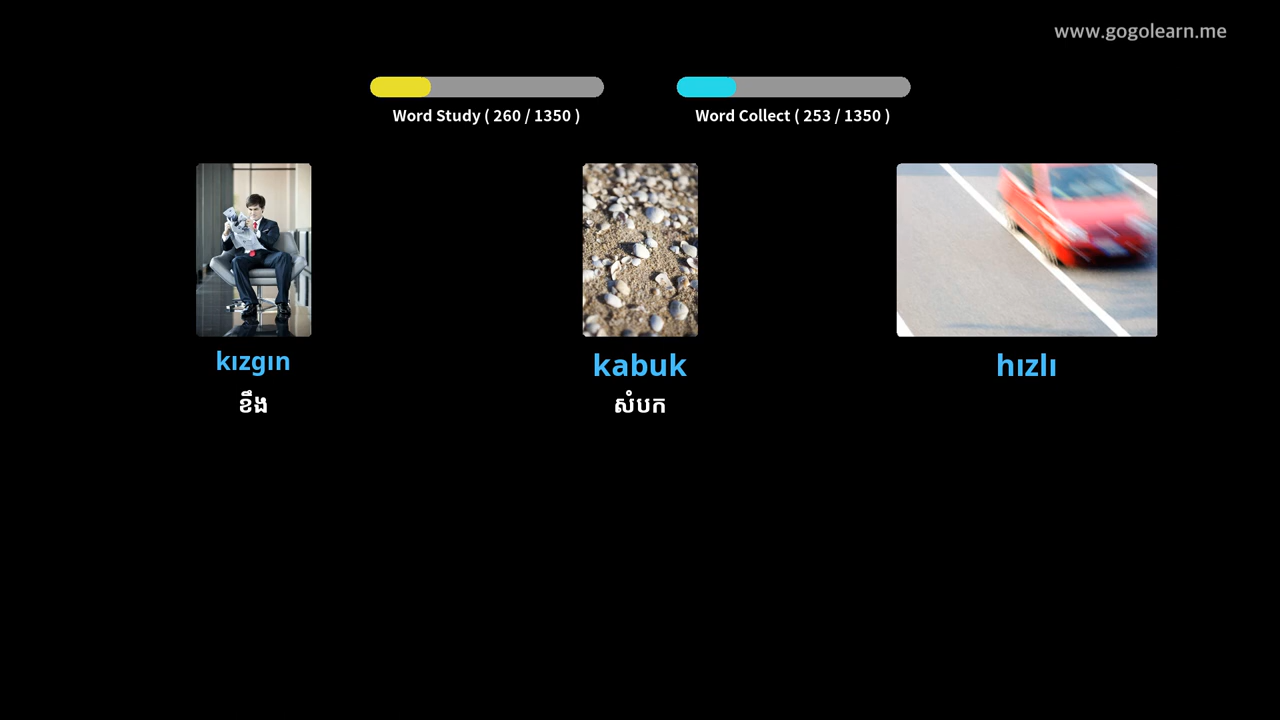 www.gogolearn.me
Word Study ( 260 / 1350 )
Word Collect ( 253 / 1350 )
kızgın
kabuk
hızlı
ខឹង
សំបក